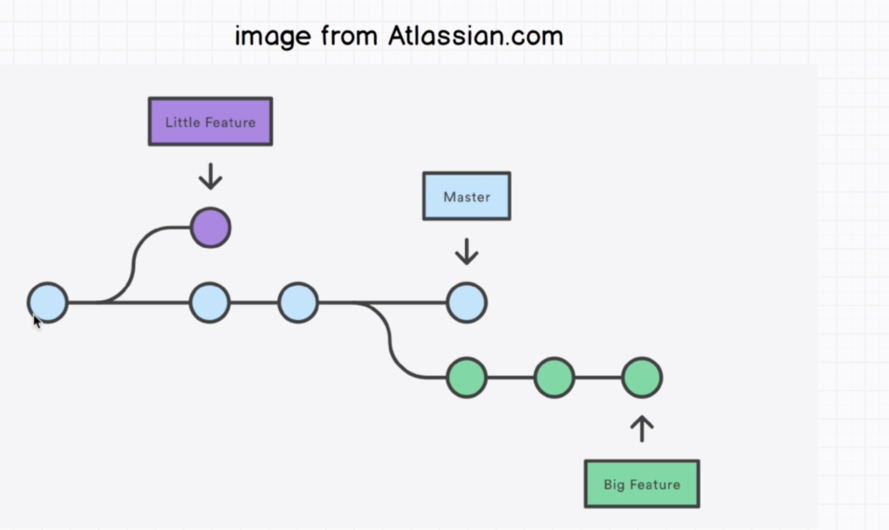 image from Atlassian.com
Little Feature
Master
Big Feature